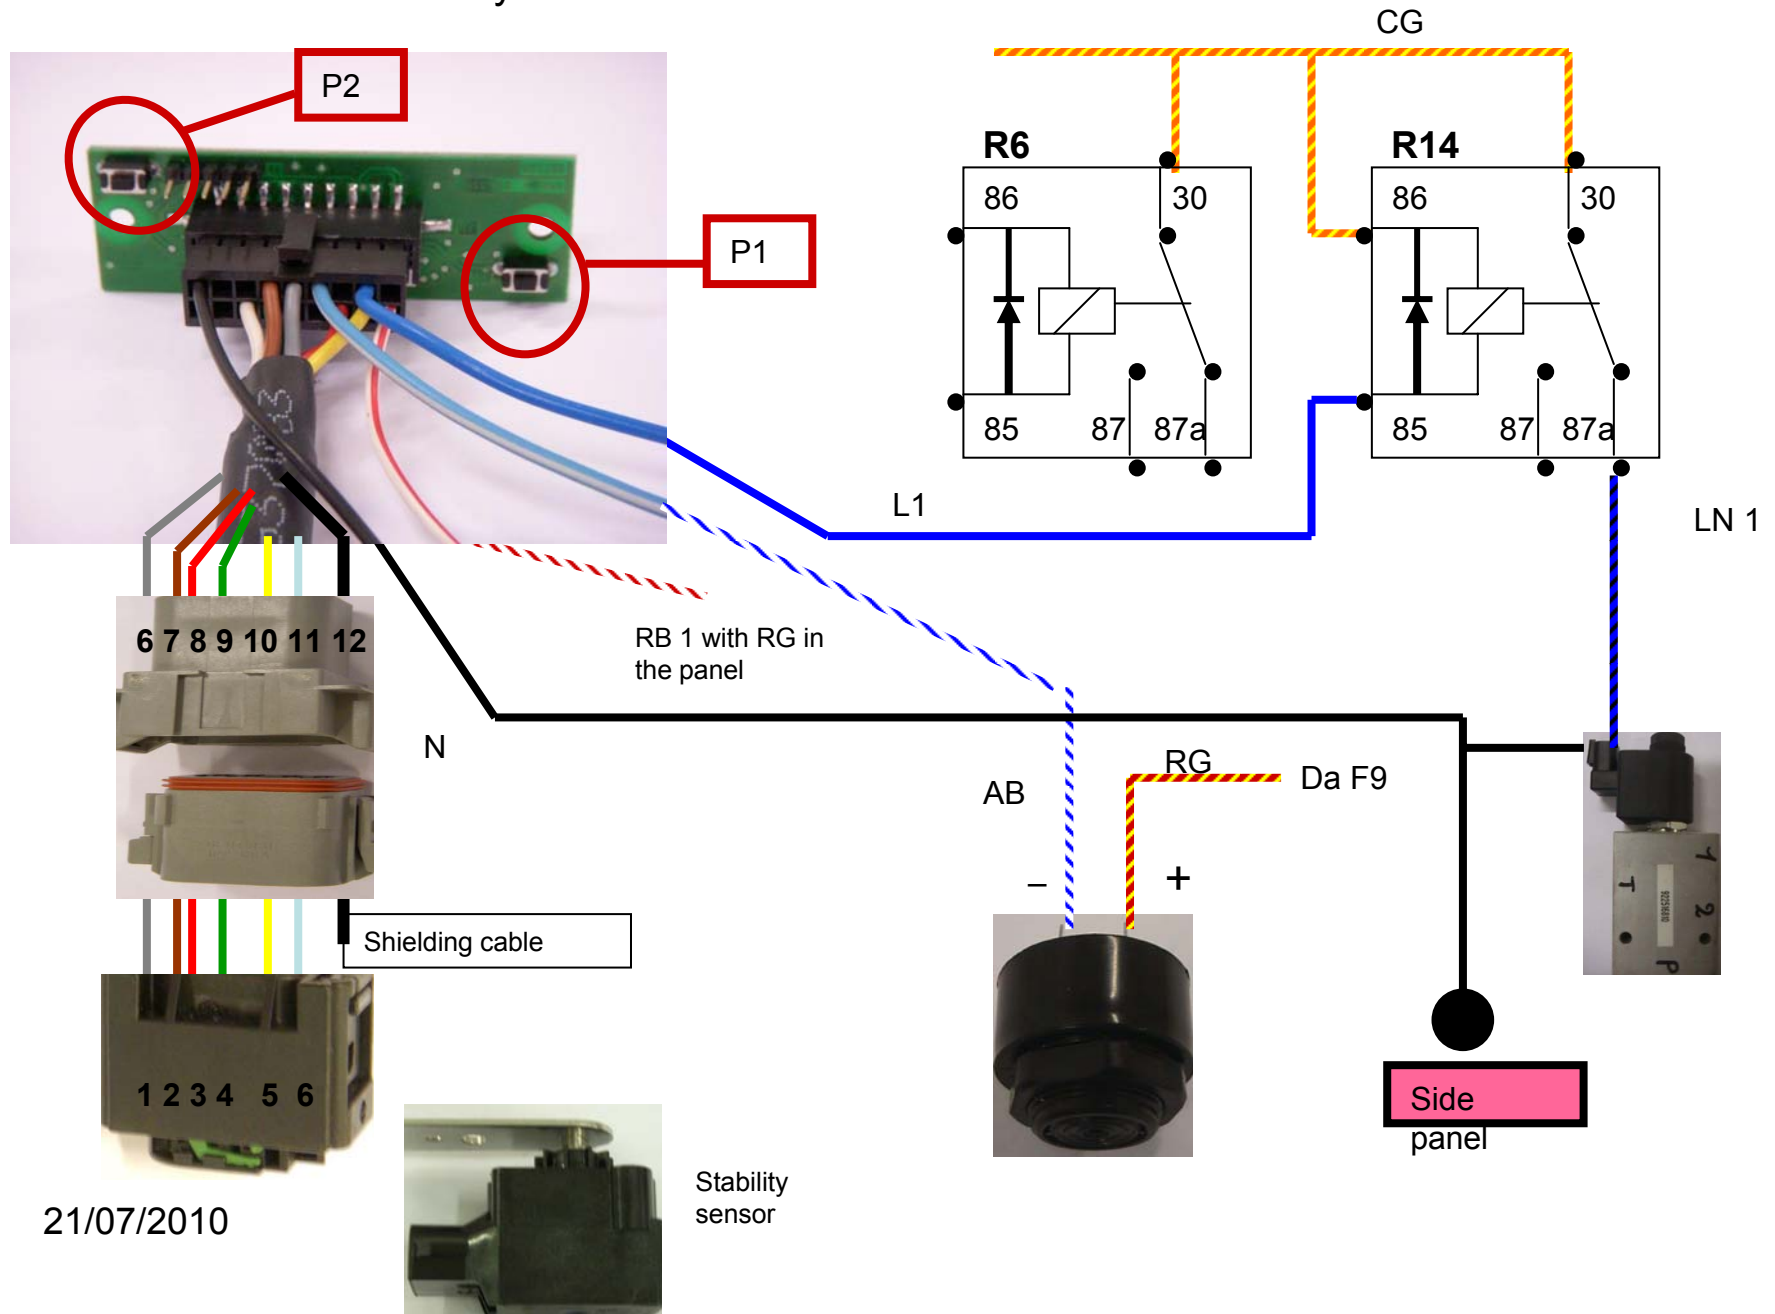 CG
P2
R6
R14
86
30
86
30
P1
85
87
87a
85
87
87a
L1
LN 1
6 7 8 9 10 11 12
RB 1 with RG in
the panel
N
RG
Da F9
AB
–
+
Shielding cable
1 2 3 4 5 6
Side
panel
Stability
sensor
21/07/2010
T
1
2
P